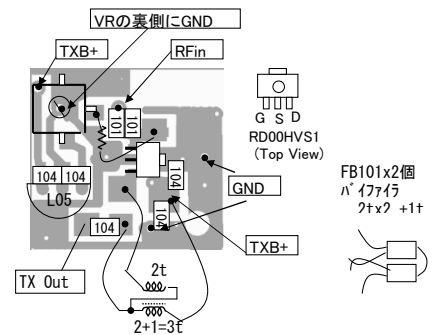 VRの裏側にGND
TXB+
RFin
G S D
RD00HVS1
(Top View)
101
101
104
104
L05
104
104
104
GND
TXB+
TX Out
2t
2+1=3t
FB101x2個
バイファイラ
2tx2 +1t